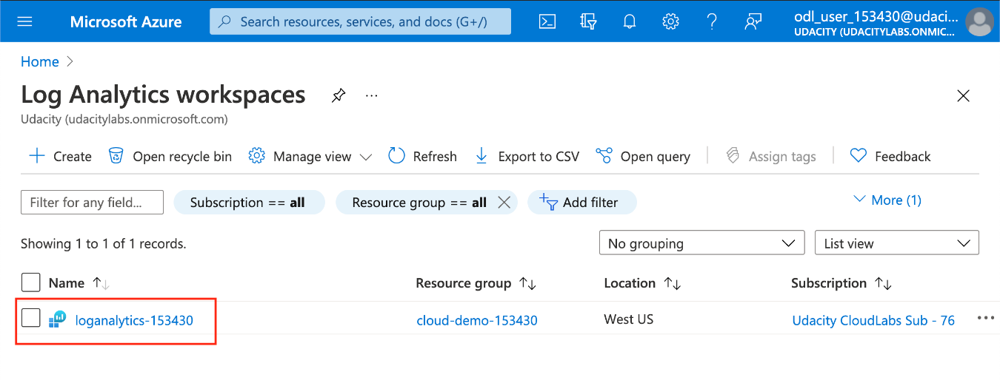 Microsoft Azure Search resources, services, and docs (G+/) odl_user_153430@udaci...
UDACITY (UDACITYLABS.ONMIC...
Home
Log Analytics workspaces ...
Udacity (udacitylabs.onmicrosoft.com)
Create Open recycle bin Manage view Refresh Export to CSV Open query Assign tags Feedback
Filter for any field... Subscription == all Resource group == all Add filter More (1)
Showing 1 to 1 of 1 records. No grouping List view
Name Resource group Location Subscription
loganalytics-153430 cloud-demo-153430 West US Udacity CloudLabs Sub - 76